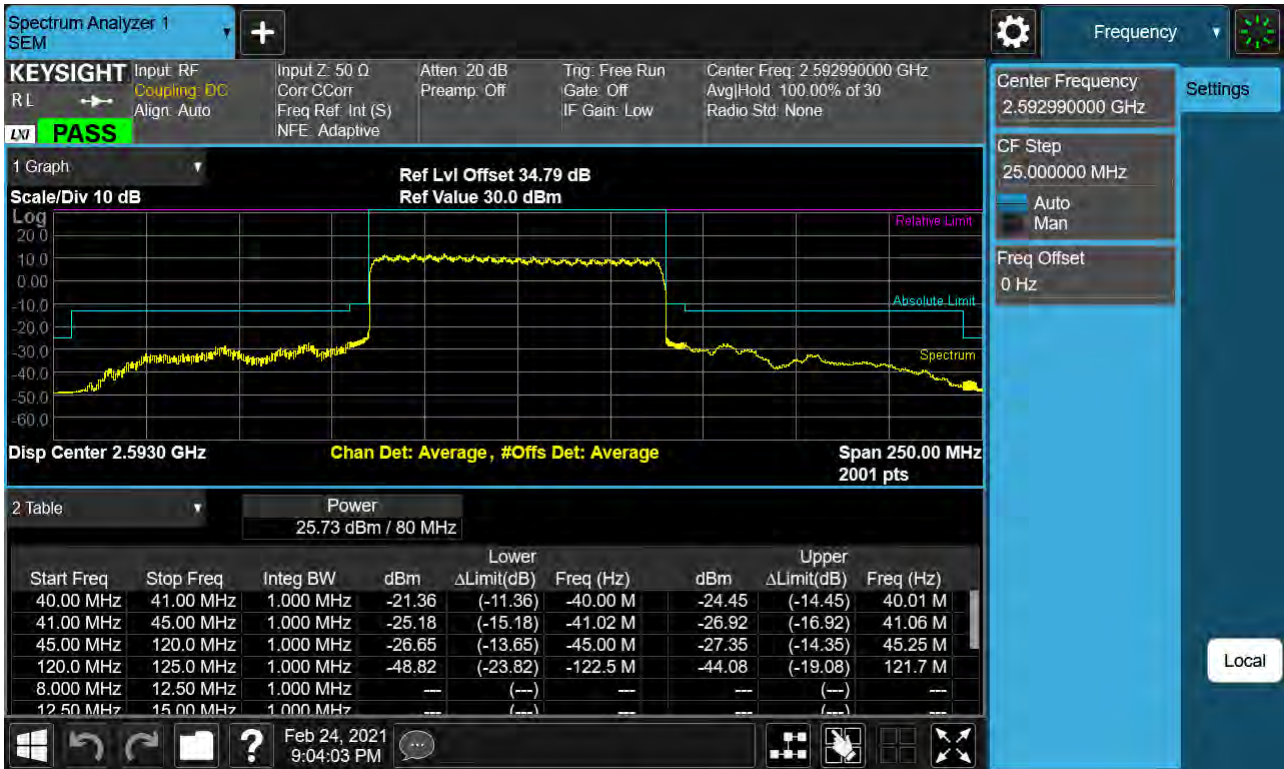 Spectrum Analyzer 1
SEM
Frequency
KEYSIGHT
Input: RF
Coupling: DC
Align: Auto
Input Z: 50 Ω
Corr CCorr
Freq Ref: Int (S)
NFE: Adaptive
Atten: 20 dB
Preamp: Off
Trig: Free Run
Gate: Off
IF Gain: Low
Center Freq: 2.592990000 GHz
Avg|Hold: 100.00% of 30
Radio Std: None
RL
LXI PASS
Center Frequency
2.592990000 GHz
Settings
CF Step
25.000000 MHz
Auto
Man
Freq Offset
0 Hz
1 Graph
Ref Lvl Offset 34.79 dB
Scale/Div 10 dB
Ref Value 30.0 dBm
Log
Relative Limit
20.0
10.0
0.00
-10.0
Absolute Limit
-20.0
-30.0
Spectrum
-40.0
-50.0
-60.0
Disp Center 2.5930 GHz
Chan Det: Average, #Offs Det: Average
Span 250.00 MHz
2001 pts
2 Table
Power
25.73 dBm / 80 MHz
Lower Upper
Start Freq Stop Freq Integ BW dBm ΔLimit(dB) Freq (Hz) dBm ΔLimit(dB) Freq (Hz)
40.00 MHz 41.00 MHz 1.000 MHz -21.36 (-11.36) -40.00 M -24.45 (-14.45) 40.01 M
41.00 MHz 45.00 MHz 1.000 MHz -25.18 (-15.18) -41.02 M -26.92 (-16.92) 41.06 M
45.00 MHz 120.0 MHz 1.000 MHz -26.65 (-13.65) -45.00 M -27.35 (-14.35) 45.25 M
120.0 MHz 125.0 MHz 1.000 MHz -48.82 (-23.82) -122.5 M -44.08 (-19.08) 121.7 M
8.000 MHz 12.50 MHz 1.000 MHz --- (---) --- --- (---) ---
12.50 MHz 15.00 MHz 1.000 MHz --- (---) --- --- (---) ---
Local
Feb 24, 2021
9:04:03 PM